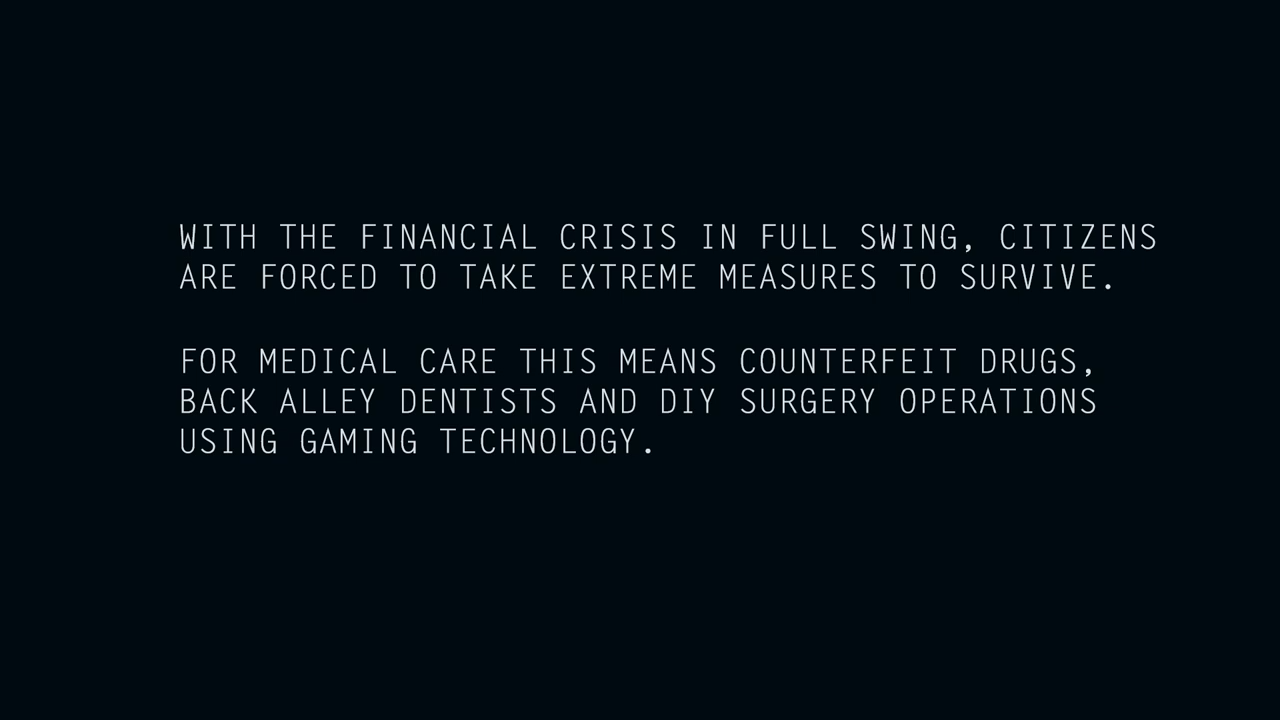 WITH THE FINANCIAL CRISIS IN FULL SWING, CITIZENS
ARE FORCED TO TAKE EXTREME MEASURES TO SURVIVE.
FOR MEDICAL CARE THIS MEANS COUNTERFEIT DRUGS,
BACK ALLEY DENTISTS AND DIY SURGERY OPERATIONS
USING GAMING TECHNOLOGY.